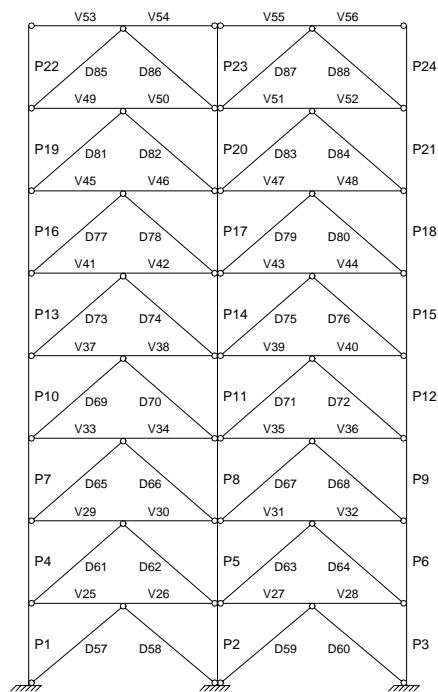 V53 V54 V55 V56
P22 D85 D86 P23 D87 D88 P24
V49 V50 V51 V52
P19 D81 D82 P20 D83 D84 P21
V45 V46 V47 V48
P16 D77 D78 P17 D79 D80 P18
V41 V42 V43 V44
P13 D73 D74 P14 D75 D76 P15
V37 V38 V39 V40
P10 D69 D70 P11 D71 D72 P12
V33 V34 V35 V36
P7 D65 D66 P8 D67 D68 P9
V29 V30 V31 V32
P4 D61 D62 P5 D63 D64 P6
V25 V26 V27 V28
P1 D57 D58 P2 D59 D60 P3